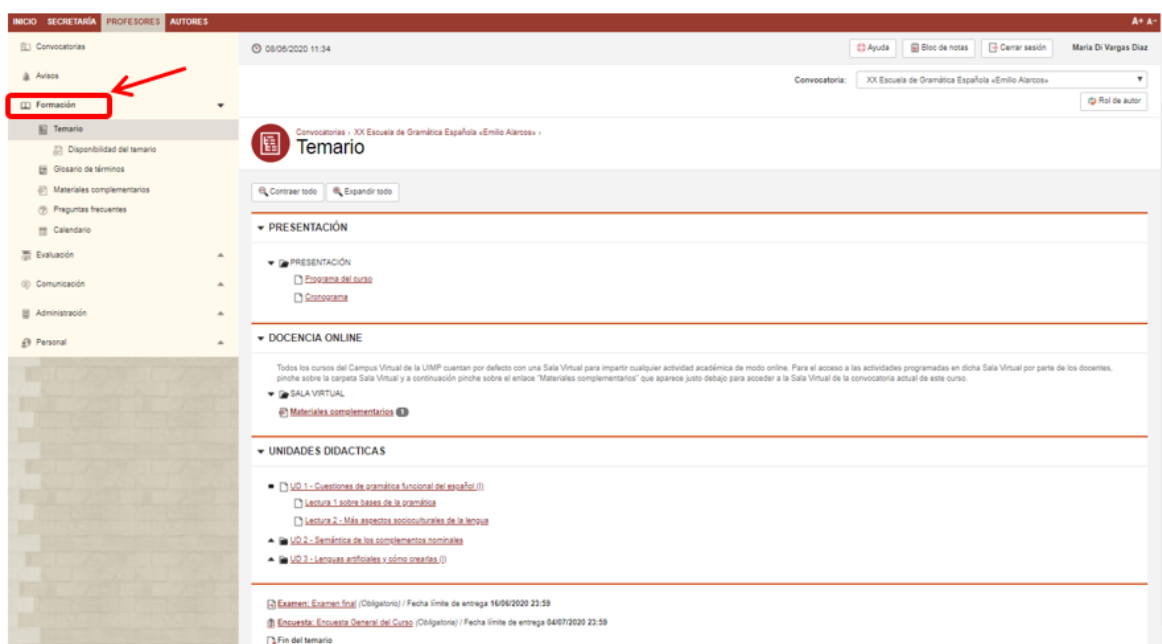 INICIO SECRETARÍA PROFESORES AUTORES A+ A-
Convocatorias
Avisos
Formación
Temario
Disponibilidad del temario
Glosario de términos
Materiales complementarios
Preguntas frecuentes
Calendario
Evaluación
Comunicación
Administración
Personal
08/06/2020 11:34 Ayuda Bloc de notas Cerrar sesión Maria Di Vargas Díaz
Convocatoria: XX Escuela de Gramática Española «Emilio Alarcos»
Rol de autor
Convocatorias › XX Escuela de Gramática Española «Emilio Alarcos» ›
Temario
Contraer todo Expandir todo
PRESENTACIÓN
PRESENTACIÓN
Programa del curso
Cronograma
DOCENCIA ONLINE
Todos los cursos del Campus Virtual de la UIMP cuentan por defecto con una Sala Virtual para impartir cualquier actividad académica de modo online. Para el acceso a las actividades programadas en dicha Sala Virtual por parte de los docentes,
pinche sobre la carpeta Sala Virtual y a continuación pinche sobre el enlace "Materiales complementarios" que aparece justo debajo para acceder a la Sala Virtual de la convocatoria actual de este curso.
SALA VIRTUAL
Materiales complementarios 1
UNIDADES DIDACTICAS
UD 1 - Cuestiones de gramática funcional del español (I)
Lectura 1 sobre bases de la gramática
Lectura 2 - Más aspectos socioculturales de la lengua
UD 2 - Semántica de los complementos nominales
UD 3 - Lenguas artificiales y cómo crearlas (I)
Examen: Examen final (Obligatorio) / Fecha límite de entrega 16/06/2020 23:59
Encuesta: Encuesta General del Curso (Obligatoria) / Fecha límite de entrega 04/07/2020 23:59
Fin del temario